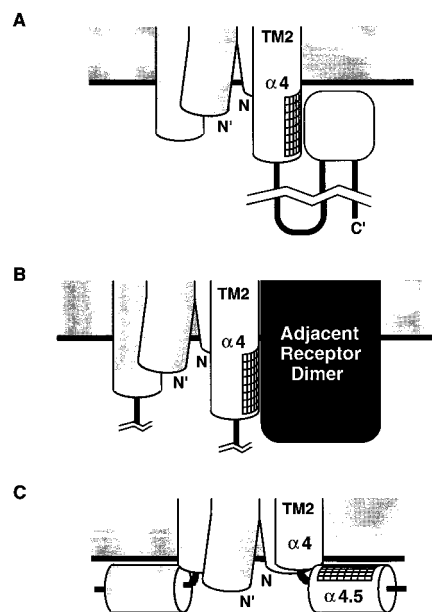 A
TM2
α4
N
N'
C'
B
TM2
α4
Adjacent
Receptor
Dimer
N
N'
C
TM2
α4
N
N'
α4.5